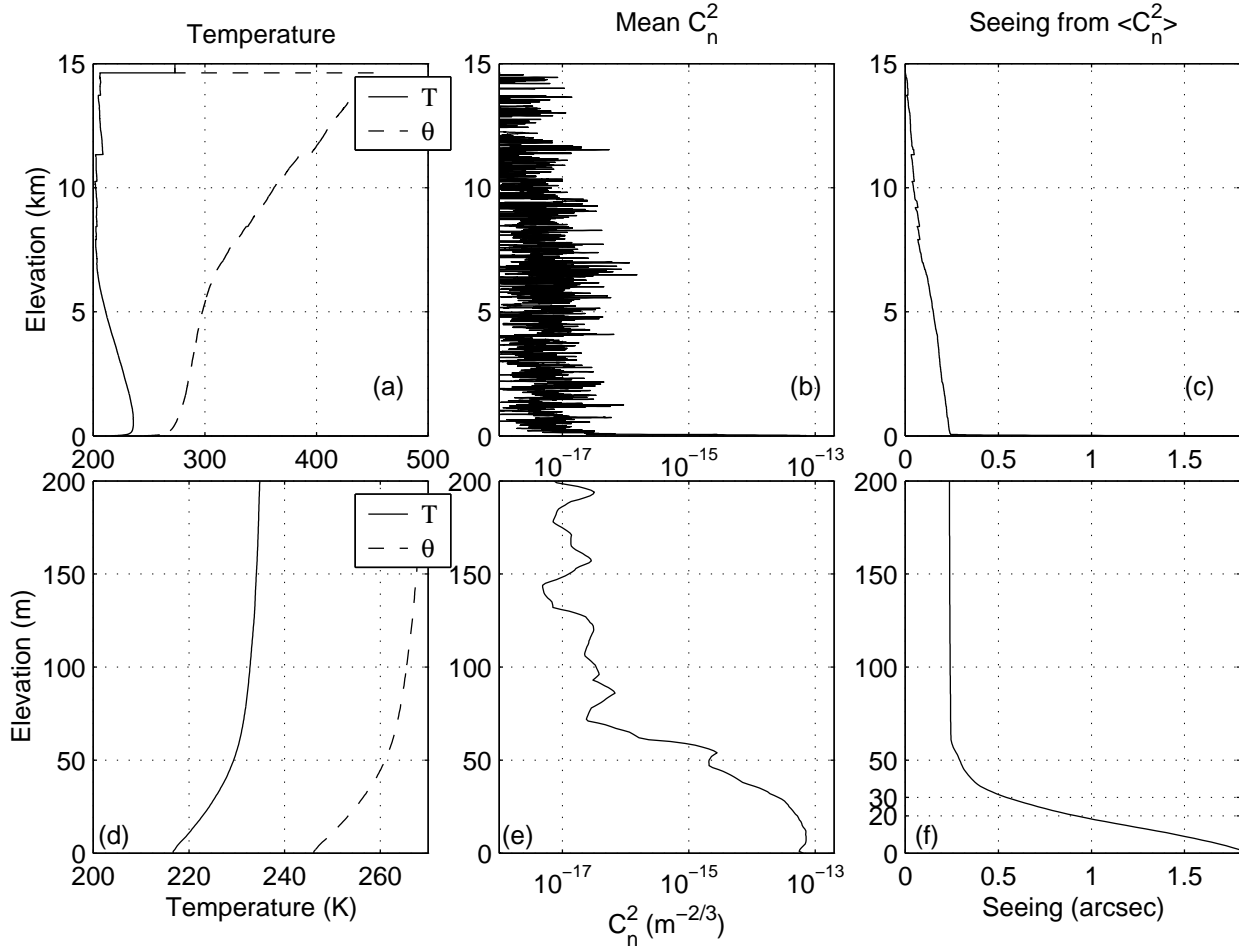 Temperature
Mean C_n^2
Seeing from <C_n^2>
Elevation (km)
15
10
5
0
200 300 400 500
T
θ
(a)
15
10
5
0
10^−17 10^−15 10^−13
(b)
15
10
5
0
0 0.5 1 1.5
(c)
Elevation (m)
200
150
100
50
0
200 220 240 260
Temperature (K)
T
θ
(d)
200
150
100
50
0
10^−17 10^−15 10^−13
C_n^2 (m^−2/3)
(e)
200
150
100
50
30
20
0
0 0.5 1 1.5
Seeing (arcsec)
(f)